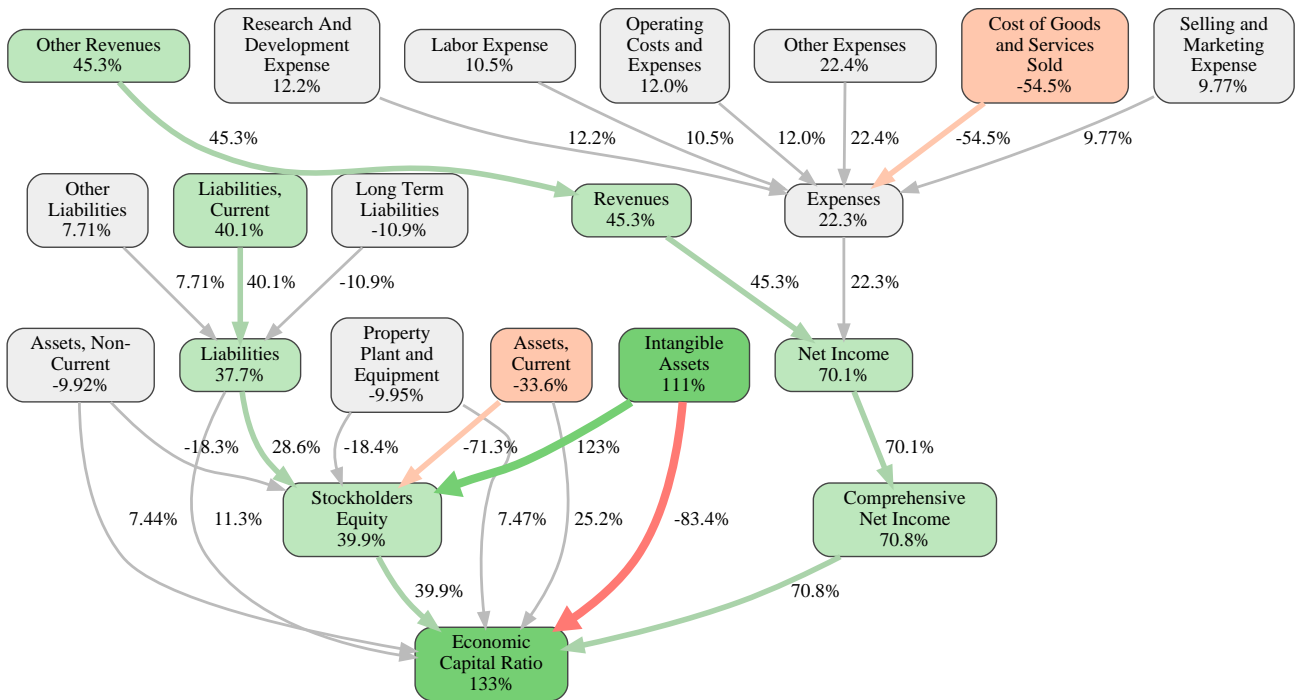 Other Revenues
45.3%
Research And
Development
Expense
12.2%
Labor Expense
10.5%
Operating
Costs and
Expenses
12.0%
Other Expenses
22.4%
Cost of Goods
and Services
Sold
-54.5%
Selling and
Marketing
Expense
9.77%
45.3%
12.2%
10.5%
12.0%
22.4%
-54.5%
9.77%
Other
Liabilities
7.71%
Liabilities,
Current
40.1%
Long Term
Liabilities
-10.9%
Revenues
45.3%
Expenses
22.3%
7.71%
40.1%
-10.9%
45.3%
22.3%
Assets, Non-
Current
-9.92%
Liabilities
37.7%
Property
Plant and
Equipment
-9.95%
Assets,
Current
-33.6%
Intangible
Assets
111%
Net Income
70.1%
-18.3%
28.6%
-18.4%
-71.3%
123%
70.1%
Stockholders
Equity
39.9%
Comprehensive
Net Income
70.8%
7.44%
11.3%
7.47%
25.2%
-83.4%
39.9%
70.8%
Economic
Capital Ratio
133%